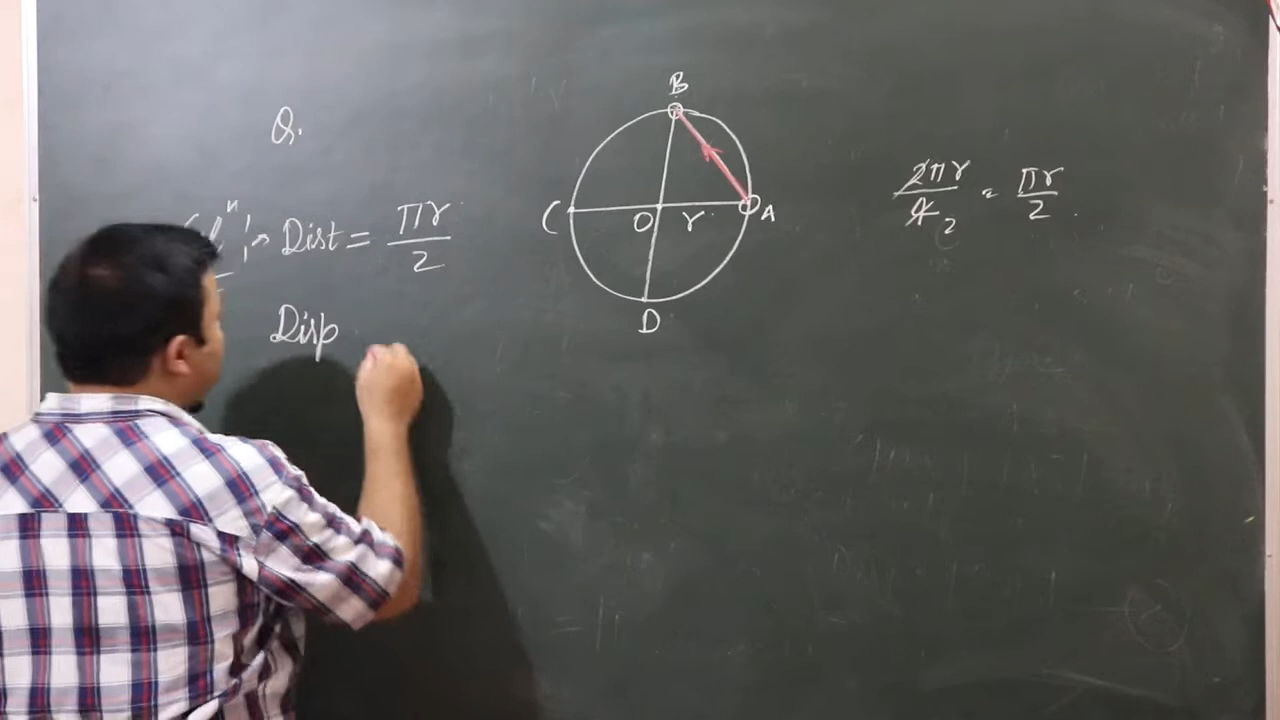 Q.
Dist = πr/2
Disp
B
C O r A
D
2πr/4 2 = πr/2